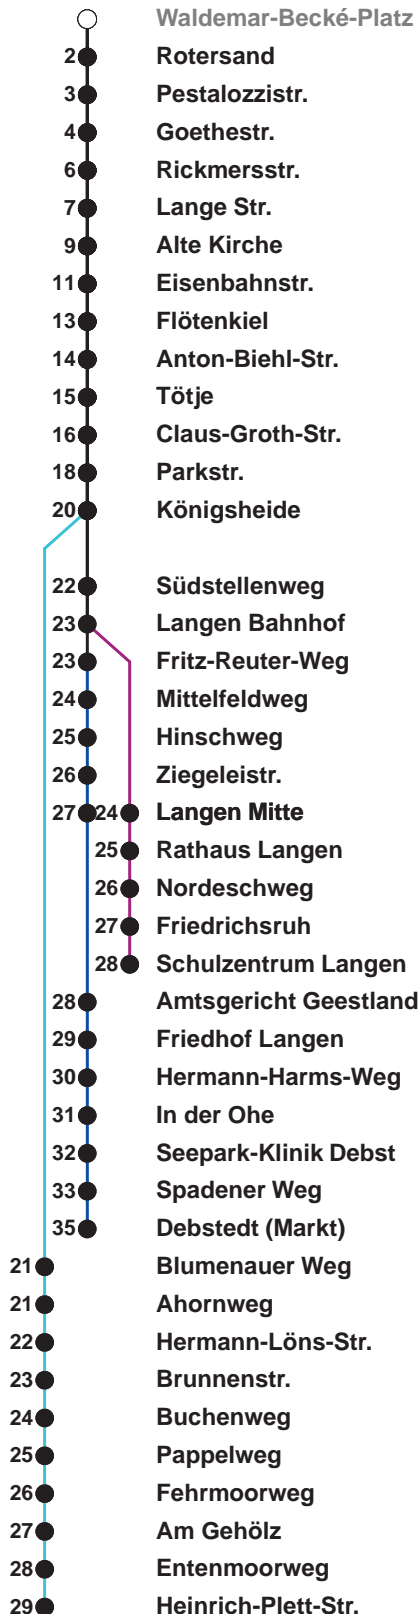 Waldemar-Becké-Platz
2 Rotersand
3 Pestalozzistr.
4 Goethestr.
6 Rickmersstr.
7 Lange Str.
9 Alte Kirche
11 Eisenbahnstr.
13 Flötenkiel
14 Anton-Biehl-Str.
15 Tötje
16 Claus-Groth-Str.
18 Parkstr.
20 Königsheide
22 Südstellenweg
23 Langen Bahnhof
23 Fritz-Reuter-Weg
24 Mittelfeldweg
25 Hinschweg
26 Ziegeleistr.
27 24 Langen Mitte
25 Rathaus Langen
26 Nordeschweg
27 Friedrichsruh
28 Schulzentrum Langen
28 Amtsgericht Geestland
29 Friedhof Langen
30 Hermann-Harms-Weg
31 In der Ohe
32 Seepark-Klinik Debst
33 Spadener Weg
35 Debstedt (Markt)
21 Blumenauer Weg
21 Ahornweg
22 Hermann-Löns-Str.
23 Brunnenstr.
24 Buchenweg
25 Pappelweg
26 Fehrmoorweg
27 Am Gehölz
28 Entenmoorweg
29 Heinrich-Plett-Str.